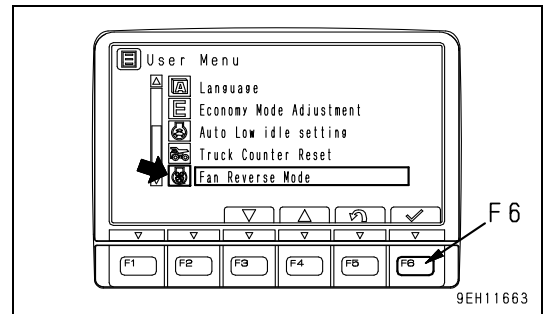 User Menu
A Language
E Economy Mode Adjustment
Auto Low idle setting
Truck Counter Reset
Fan Reverse Mode
F6
F1 F2 F3 F4 F5 F6
9EH11663